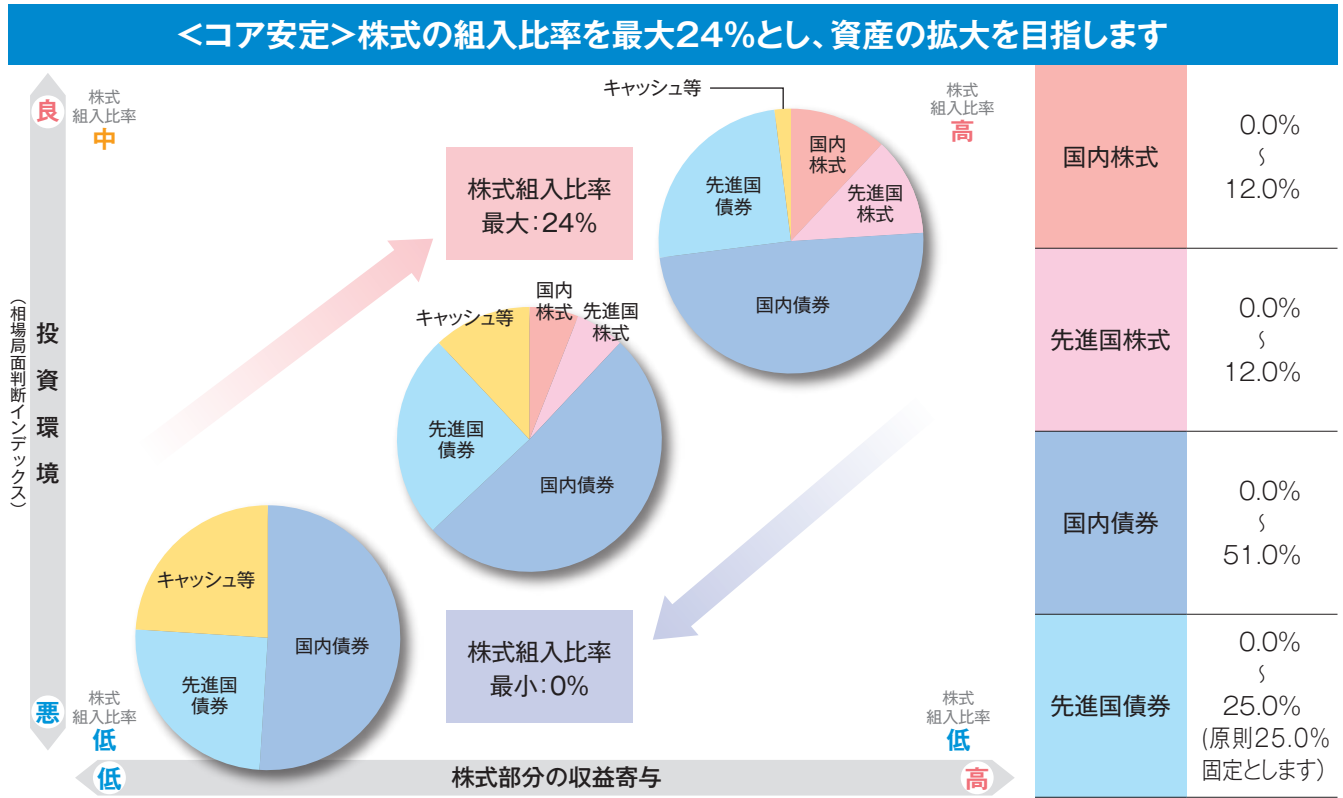 <コア安定>株式の組入比率を最大24%とし、資産の拡大を目指します
良
株式
組入比率
中
株式
組入比率
高
キャッシュ等
国内
株式
先進国
株式
国内債券
先進国
債券
株式組入比率
最大:24%
キャッシュ等
国内
株式
先進国
株式
国内債券
先進国
債券
投資環境
(相場局面判断インデックス)
キャッシュ等
国内債券
先進国
債券
株式組入比率
最小:0%
悪
株式
組入比率
低
株式
組入比率
低
低
株式部分の収益寄与
高
国内株式
0.0%
〜
12.0%
先進国株式
0.0%
〜
12.0%
国内債券
0.0%
〜
51.0%
先進国債券
0.0%
〜
25.0%
(原則25.0%
固定とします)